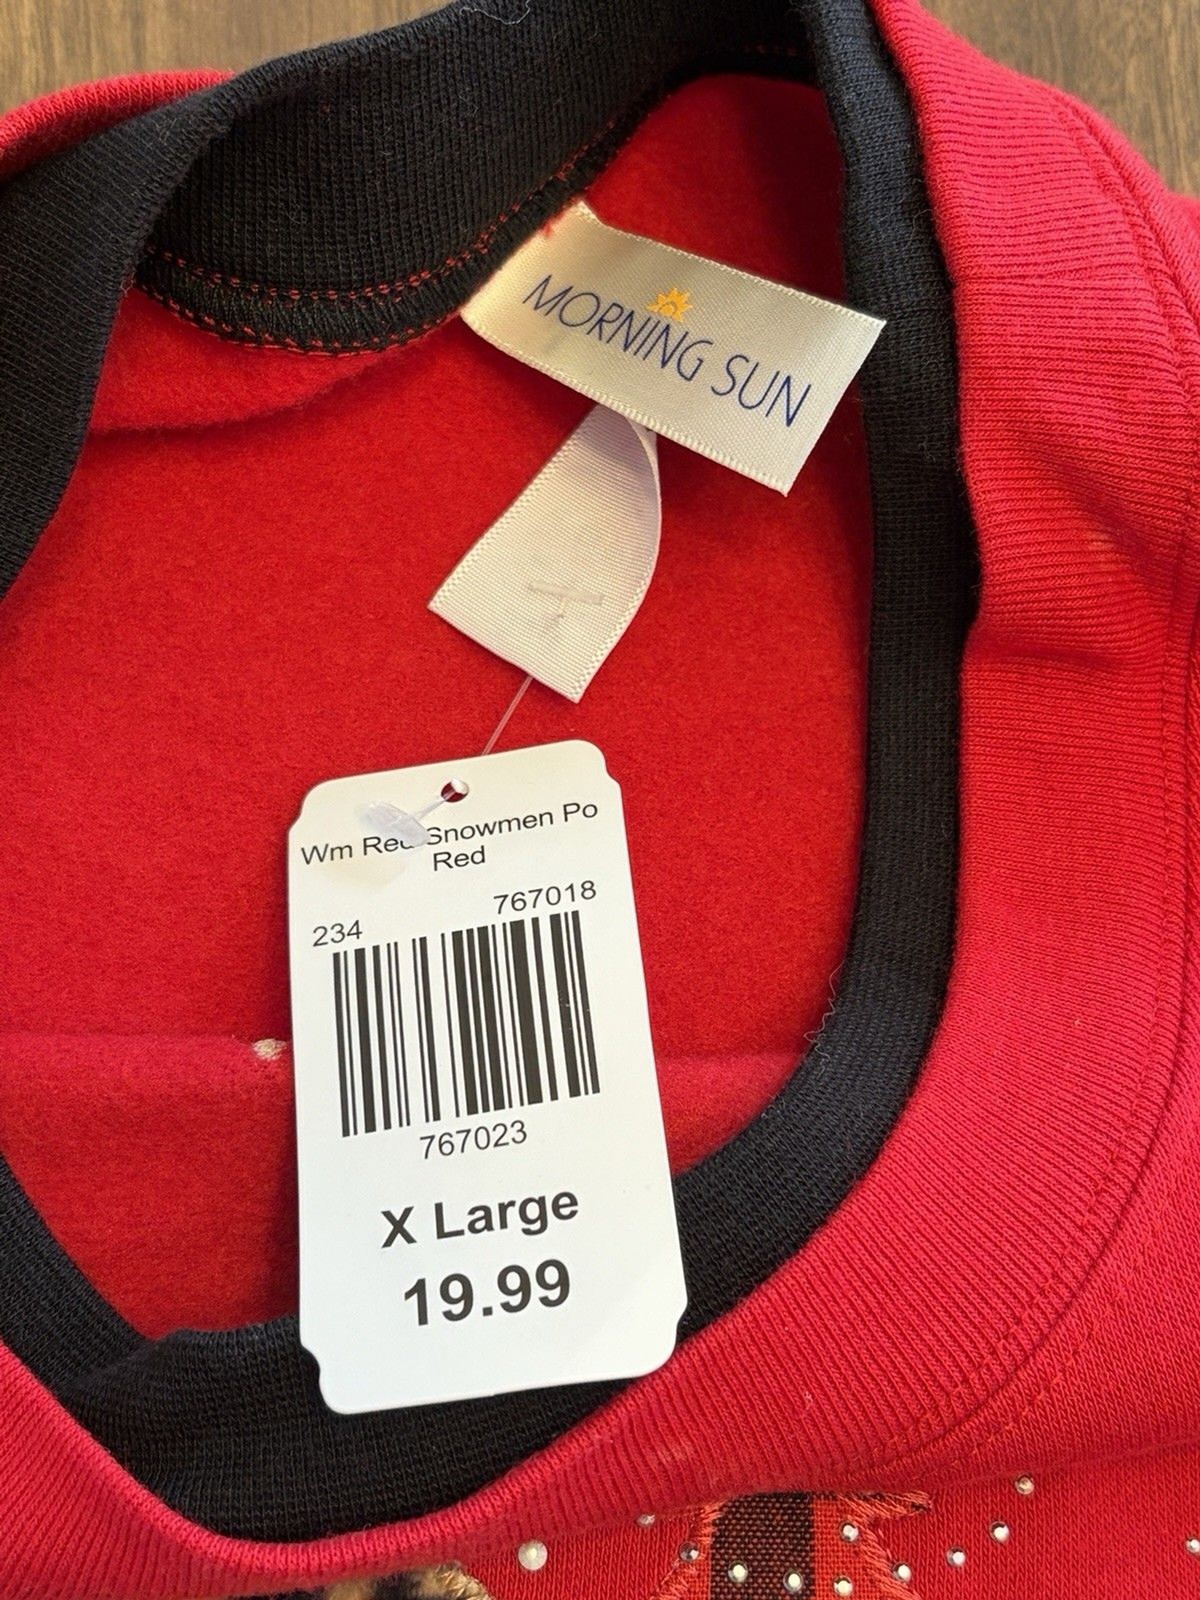 MORNING SUN
Wm Red Snowmen Po
Red
767018
234
767023
X Large
19.99